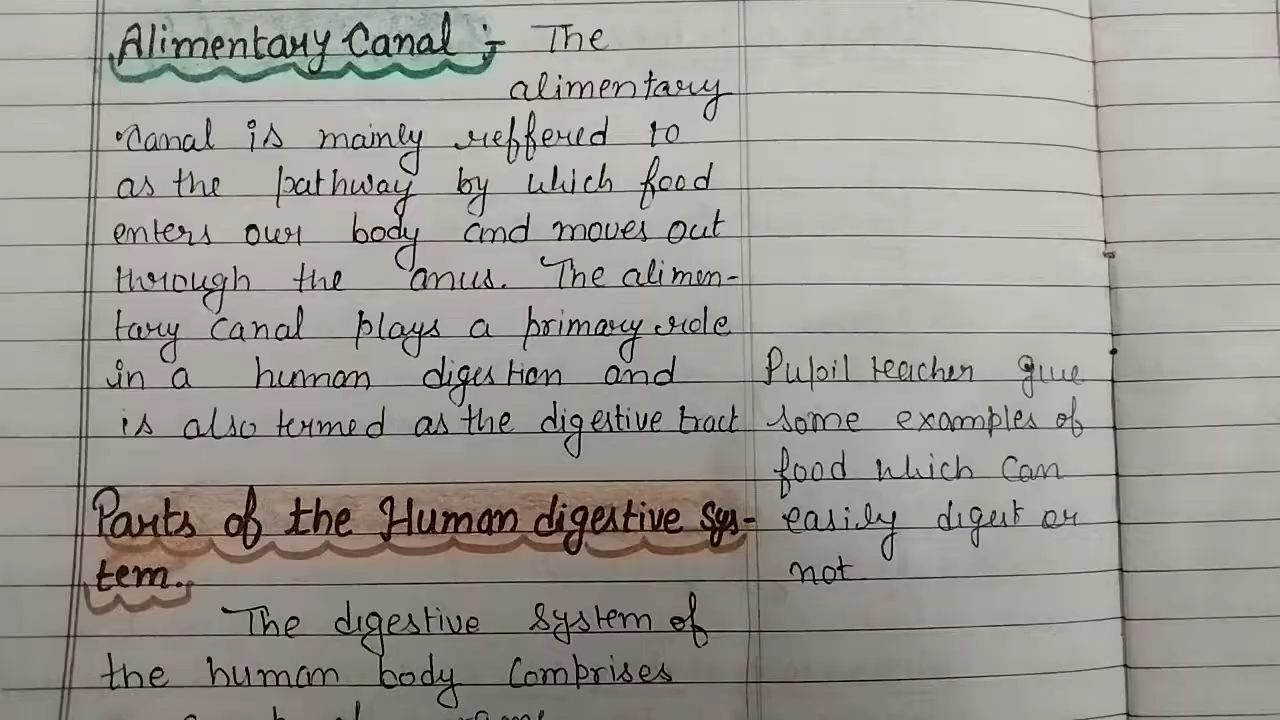 Alimentary Canal :- The
alimentary
canal is mainly reffered to
as the pathway by which food
enters our body and moves out
through the anus. The alimen-
tary canal plays a primary role
in a human digestion and
is also termed as the digestive tract
Parts of the Human digestive sys-
tem.
The digestive system of
the human body comprises
Pupil teacher give
some examples of
food which can
easily digest or
not